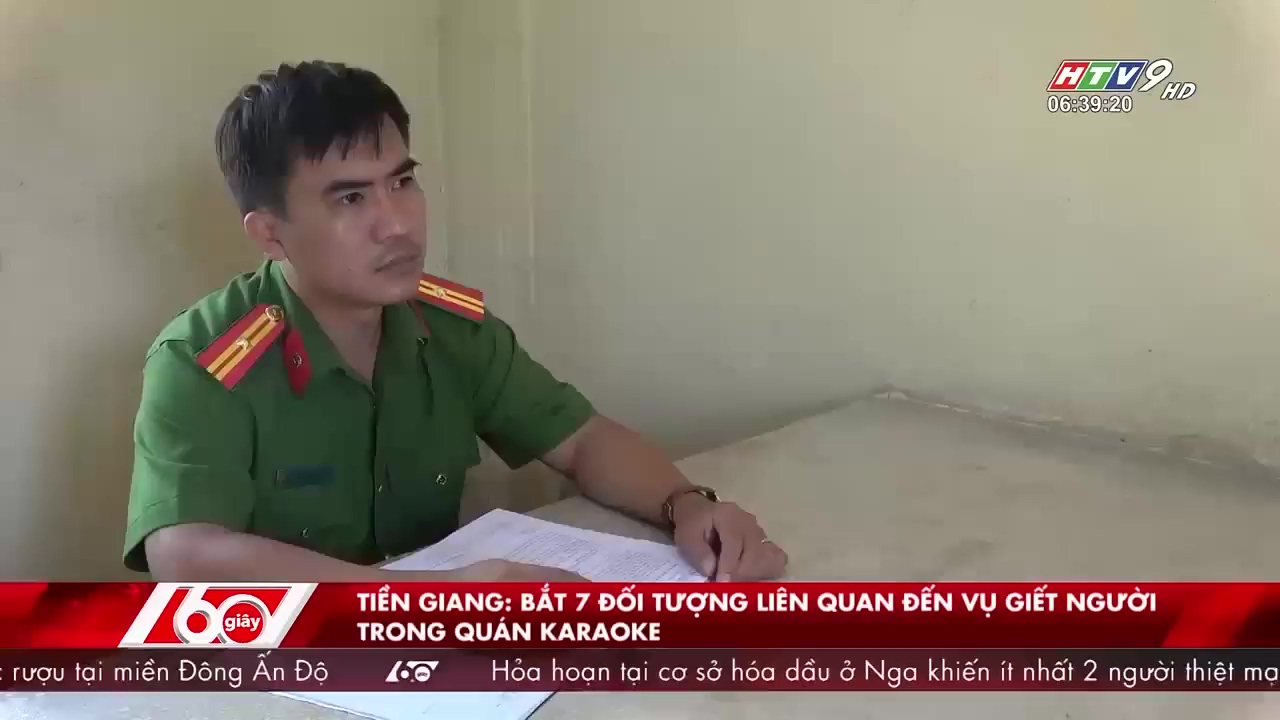 HTV9 HD
06:39:20
60 giây
TIỀN GIANG: BẮT 7 ĐỐI TƯỢNG LIÊN QUAN ĐẾN VỤ GIẾT NGƯỜI
TRONG QUÁN KARAOKE
rượu tại miền Đông Ấn Độ 60 giây Hỏa hoạn tại cơ sở hóa dầu ở Nga khiến ít nhất 2 người thiệt